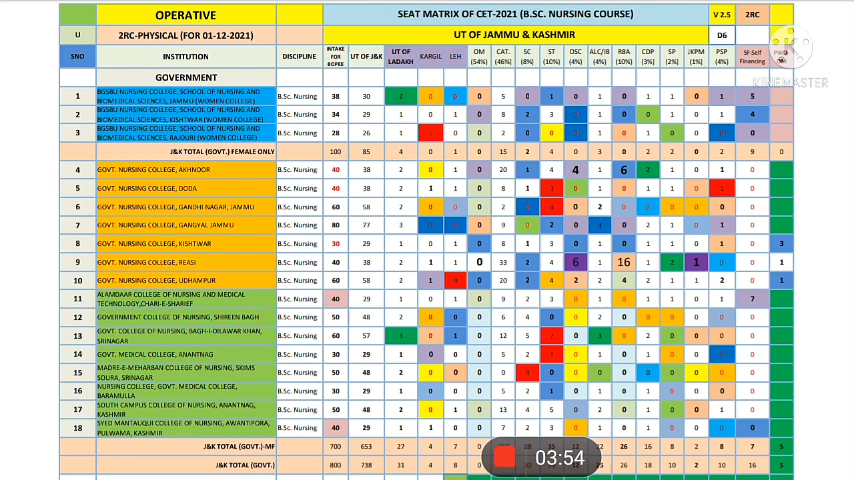 OPERATIVE SEAT MATRIX OF CET-2021 (B.SC. NURSING COURSE) V 2.5 2RC
U 2RC-PHYSICAL (FOR 01-12-2021) UT OF JAMMU & KASHMIR D6
SNO INSTITUTION DISCIPLINE INTAKE FOR BOPEE UT OF J&K UT OF LADAKH KARGIL LEH OM (54%) CAT. (46%) SC (8%) ST (10%) OSC (4%) ALC/IB (4%) RBA (10%) CDP (3%) SP (2%) JKPM (1%) PSP (4%) SF-Self Financing
KINEMASTER
GOVERNMENT
1 BGSBU NURSING COLLEGE, SCHOOL OF NURSING AND BIOMEDICAL SCIENCES, JAMMU (WOMEN COLLEGE) B.Sc. Nursing 38 30 2 0 0 0 5 0 1 0 1 0 1 1 0 1 5
2 BGSBU NURSING COLLEGE, SCHOOL OF NURSING AND BIOMEDICAL SCIENCES, KISHTWAR (WOMEN COLLEGE) B.Sc. Nursing 34 29 1 0 1 0 8 2 3 1 0 0 0 0 4
3 BGSBU NURSING COLLEGE, SCHOOL OF NURSING AND BIOMEDICAL SCIENCES, RAJOURI (WOMEN COLLEGE) B.Sc. Nursing 28 26 1 0 2 0 0 1 0 1 0 0 0 0
J&K TOTAL (GOVT.) FEMALE ONLY 100 85 4 0 1 0 15 2 4 0 3 0 2 2 0 2 9 0
4 GOVT. NURSING COLLEGE, AKHNOOR B.Sc. Nursing 40 38 2 0 1 0 20 1 4 4 1 6 2 1 0 1 0
5 GOVT. NURSING COLLEGE, DODA B.Sc. Nursing 40 38 2 1 1 0 8 1 0 1 0 1 1 0 1 0
6 GOVT. NURSING COLLEGE, GANDHI NAGAR, JAMMU B.Sc. Nursing 60 58 2 0 0 0 9 0 2 0 0 0 0 0 0
7 GOVT. NURSING COLLEGE, GANGYAL JAMMU B.Sc. Nursing 80 77 3 0 9 0 2 0 0 2 1 0 1 0
8 GOVT. NURSING COLLEGE, KISHTWAR B.Sc. Nursing 30 29 1 0 1 0 4 1 1 0 1 0 0 0 0 1 0 3
9 GOVT. NURSING COLLEGE, REASI B.Sc. Nursing 40 38 2 1 1 0 33 2 4 6 1 16 1 2 1 0 0 1
10 GOVT. NURSING COLLEGE, UDHAMPUR B.Sc. Nursing 60 58 2 1 0 20 2 4 2 2 4 2 1 1 2 0 1
11 ALAMDAAR COLLEGE OF NURSING AND MEDICAL TECHNOLOGY,CHARI-E-SHARIEF B.Sc. Nursing 40 29 1 0 1 0 9 2 3 0 1 0 1 1 0 1 7
12 GOVERNMENT COLLEGE OF NURSING, SHIREEN BAGH B.Sc. Nursing 50 48 2 0 0 0 6 4 0 0 1 0 0 0 0 1 0
13 GOVT. COLLEGE OF NURSING, BAGH-I-DILAWAR KHAN, SRINAGAR B.Sc. Nursing 60 57 3 0 1 0 12 5 0 0 2 0 0 0
14 GOVT. MEDICAL COLLEGE, ANANTNAG B.Sc. Nursing 30 29 1 0 0 0 5 2 0 1 0 1 0 0 0
15 MADRE-E-MEHARBAN COLLEGE OF NURSING, SKIMS SOURA, SRINAGAR B.Sc. Nursing 50 48 2 0 0 0 4 0 0 0 0 0 0 0 0
16 NURSING COLLEGE, GOVT. MEDICAL COLLEGE, BARAMULLA B.Sc. Nursing 30 29 1 0 1 0 5 2 1 0 1 0 1 0 0 0 0
17 SOUTH CAMPUS COLLEGE OF NURSING, ANANTNAG, KASHMIR B.Sc. Nursing 50 48 2 0 1 0 13 4 5 0 1 0 1 0 0 1 0
18 SYED MANTAUQUI COLLEGE OF NURSING, AWANTIPORA, PULWAMA, KASHMIR B.Sc. Nursing 40 29 1 1 0 0 4 2 3 0 1 0 1 0 0 0 0
J&K TOTAL (GOVT.)-MF 700 653 27 4 7 0 28 35 12 22 26 16 8 2 8 7 5
J&K TOTAL (GOVT.) 800 738 31 4 8 26 10 2 10 16 5
03:54